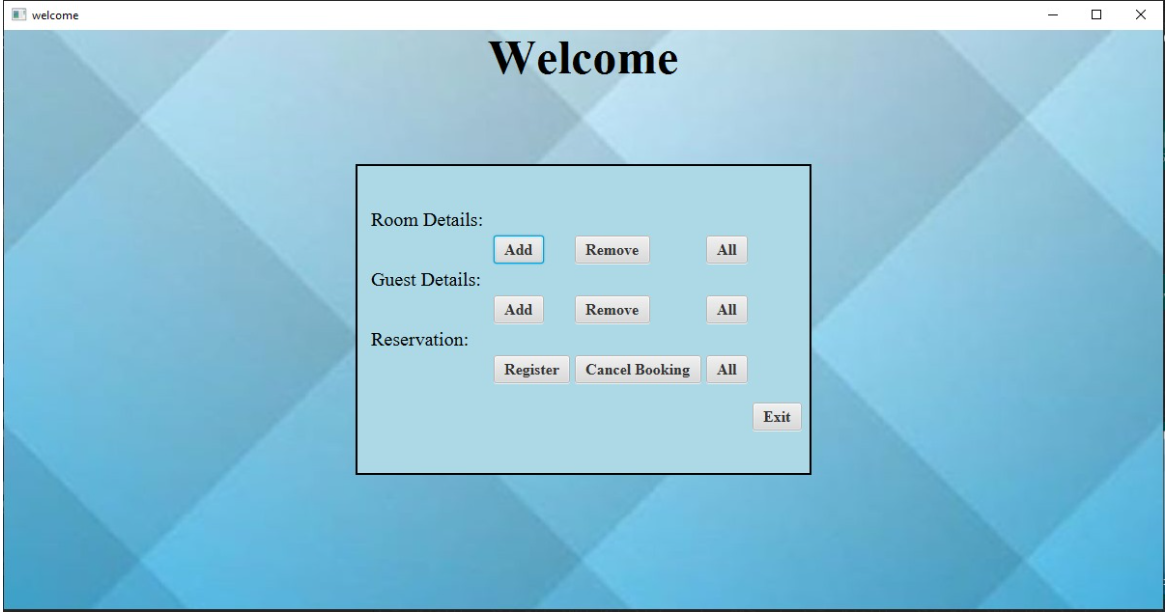 welcome
Welcome
Room Details:
Add Remove All
Guest Details:
Add Remove All
Reservation:
Register Cancel Booking All
Exit